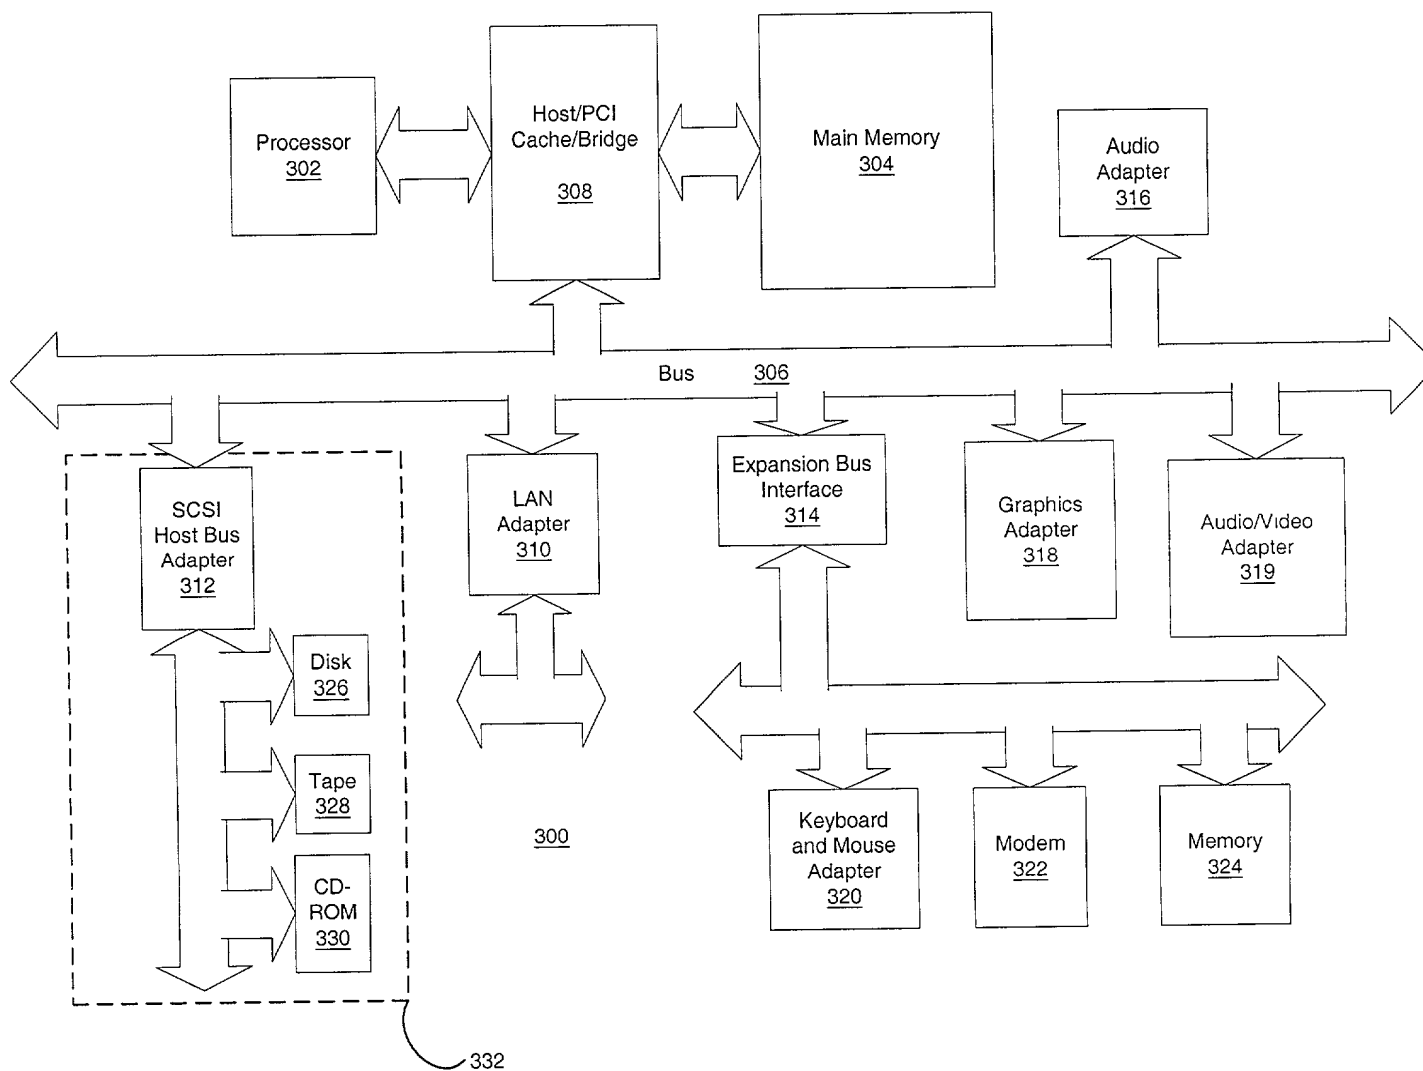 Processor
302
Host/PCI
Cache/Bridge
308
Main Memory
304
Audio
Adapter
316
Bus 306
SCSI
Host Bus
Adapter
312
LAN
Adapter
310
Expansion Bus
Interface
314
Graphics
Adapter
318
Audio/Video
Adapter
319
Disk
326
Tape
328
CD-
ROM
330
300
Keyboard
and Mouse
Adapter
320
Modem
322
Memory
324
332